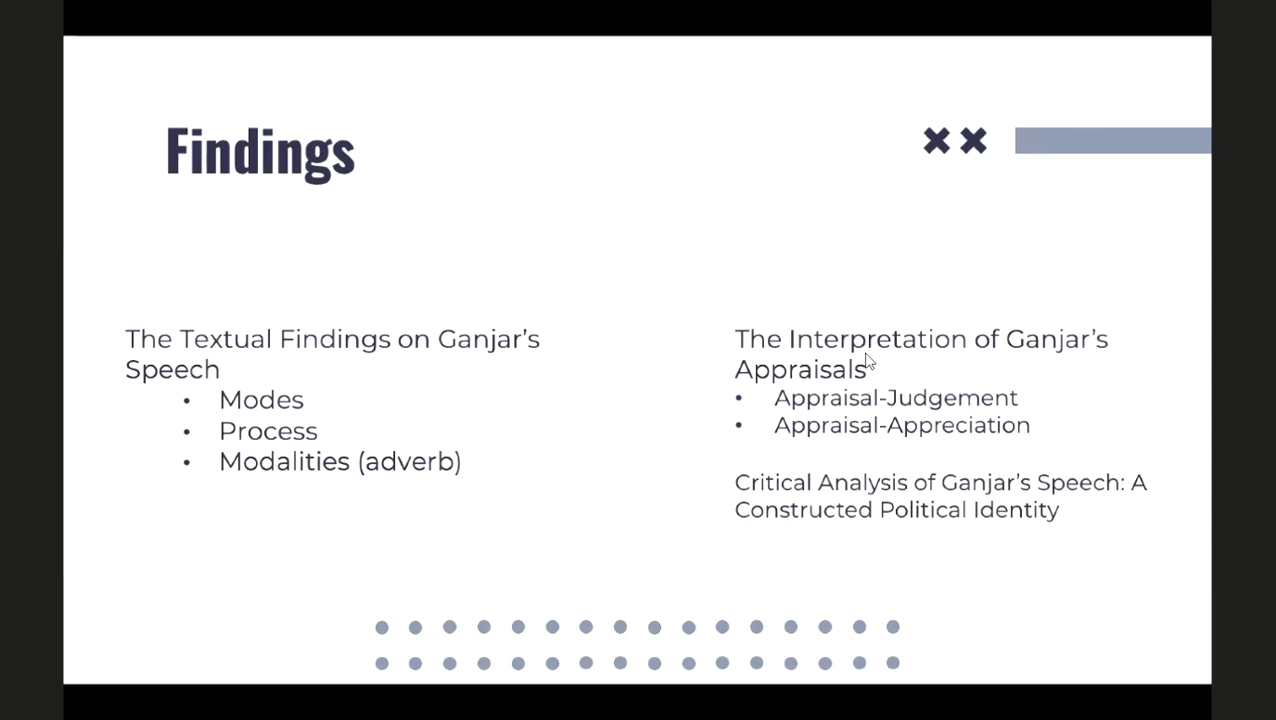 Findings
The Textual Findings on Ganjar's
Speech
• Modes
• Process
• Modalities (adverb)
The Interpretation of Ganjar's
Appraisals
• Appraisal-Judgement
• Appraisal-Appreciation
Critical Analysis of Ganjar's Speech: A
Constructed Political Identity